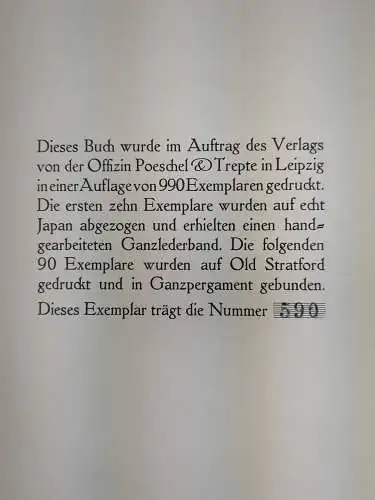 Dieses Buch wurde im Auftrag des Verlags
von der Offizin Poeschel & Trepte in Leipzig
in einer Auflage von 990 Exemplaren gedruckt.
Die ersten zehn Exemplare wurden auf echt
Japan abgezogen und erhielten einen hand=
gearbeiteten Ganzlederband. Die folgenden
90 Exemplare wurden auf Old Stratford
gedruckt und in Ganzpergament gebunden.
Dieses Exemplar trägt die Nummer 590